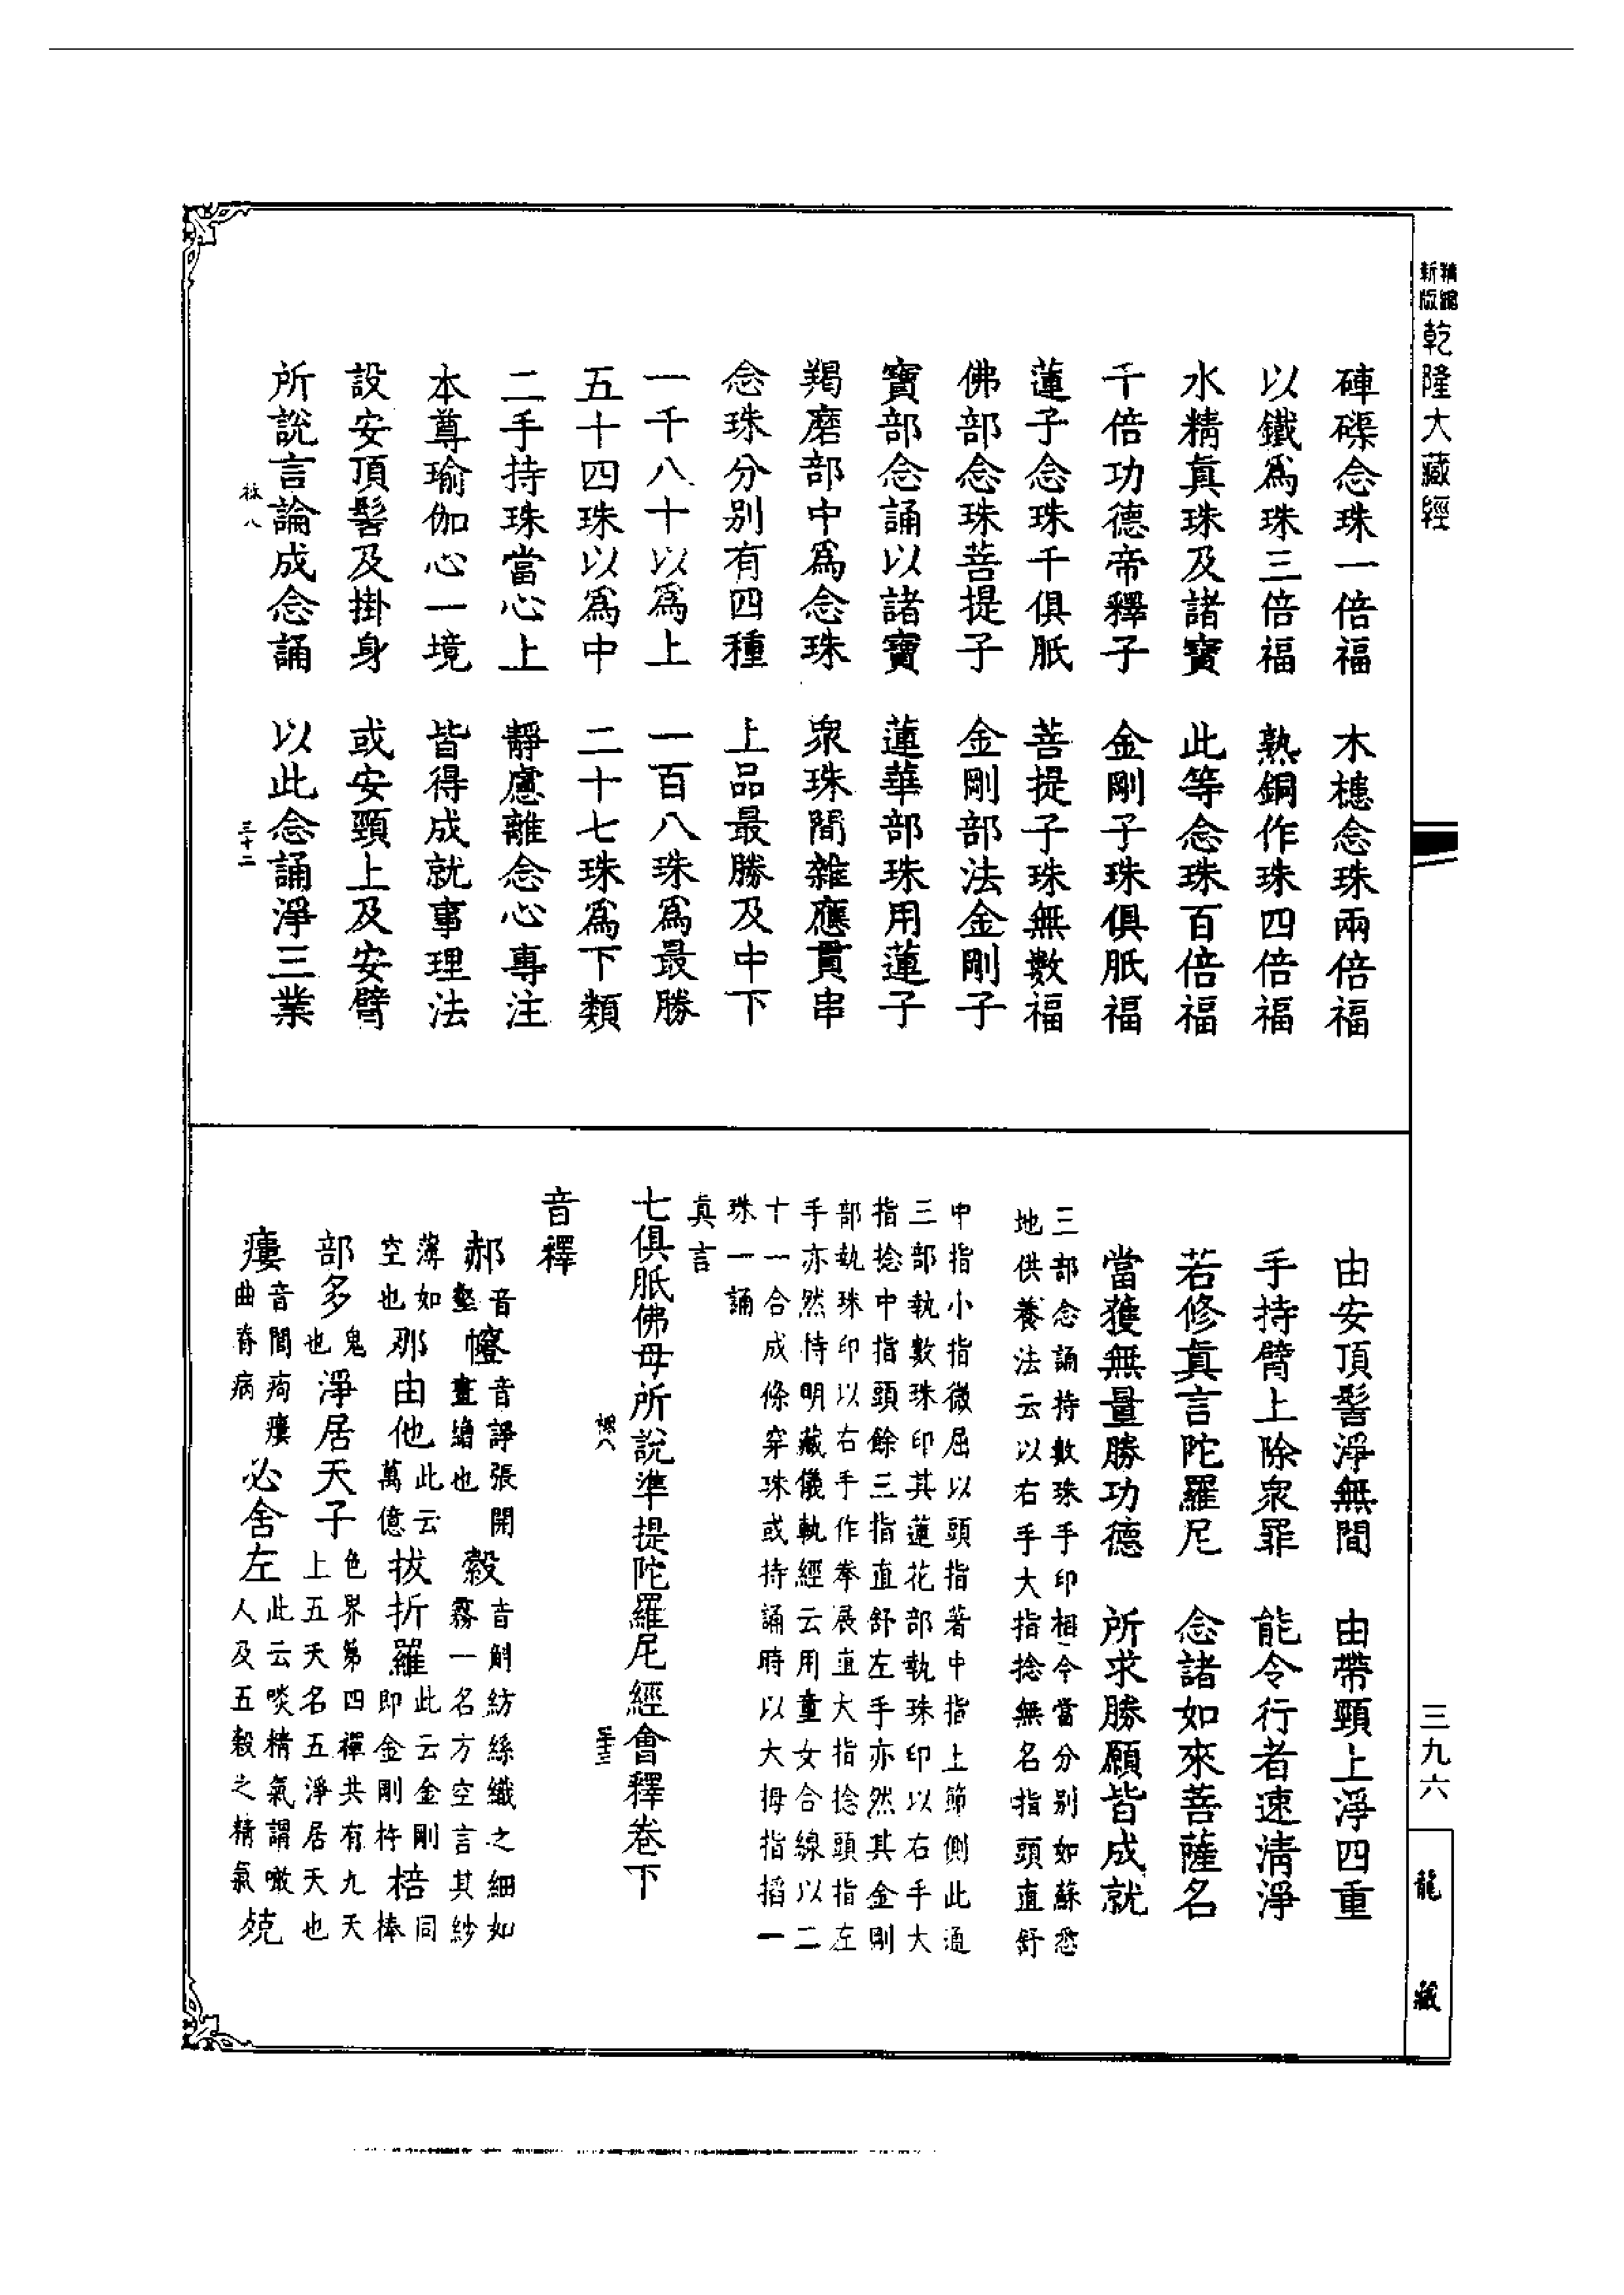 新版 精縮 乾隆大藏經
硨磲念珠一倍福 木槵念珠兩倍福
以鐵爲珠三倍福 熟銅作珠四倍福
水精真珠及諸寶 此等念珠百倍福
千倍功德帝釋子 金剛子珠俱胝福
蓮子念珠千俱胝 菩提子珠無數福
佛部念珠菩提子 金剛部法金剛子
寶部念誦以諸寶 蓮華部珠用蓮子
羯磨部中爲念珠 衆珠間雜應貫串
念珠分別有四種 上品最勝及中下
一千八十以爲上 一百八珠爲最勝
五十四珠以爲中 二十七珠爲下類
二手持珠當心上 靜慮離念心專注
本尊瑜伽心一境 皆得成就事理法
設安頂髻及掛身 或安頸上及安臂
所說言論成念誦 以此念誦淨三業
三十二
由安頂髻淨無間 由帶頸上淨四重
手持臂上除衆罪 能令行者速清淨
若修真言陀羅尼 念諸如來菩薩名
當獲無量勝功德 所求勝願皆成就
三部念誦持數珠手印相今當分別如蘇悉
地供養法云以右手大指捻無名指頭直舒
中指小指微屈以頭指著中指上節側此通
三部執數珠印其蓮花部執珠印以右手大
指捻中指頭餘三指直舒左手亦然其金剛
部執珠印以右手作拳展直大指捻頭指左
手亦然持明藏儀軌經云用童女合線以二
十一合成條穿珠或持誦時以大拇指搯一
珠一誦
真言
七俱胝佛母所說準提陀羅尼經會釋卷下
音釋
郝 音壑 㡧 音諍張開畫繒也 縠 音斛紡絲織之細如霧一名方空言其紗
薄如空也 那由他 此云萬億 拔折羅 此云金剛即金剛杵 棓 同棒
部多 鬼也 淨居天子 色界第四禪共有九天上五天名五淨居天也
瘻 音間痀瘻曲脊病 必舍左 此云啖精氣謂噉人及五穀之精氣
三九六
龍藏